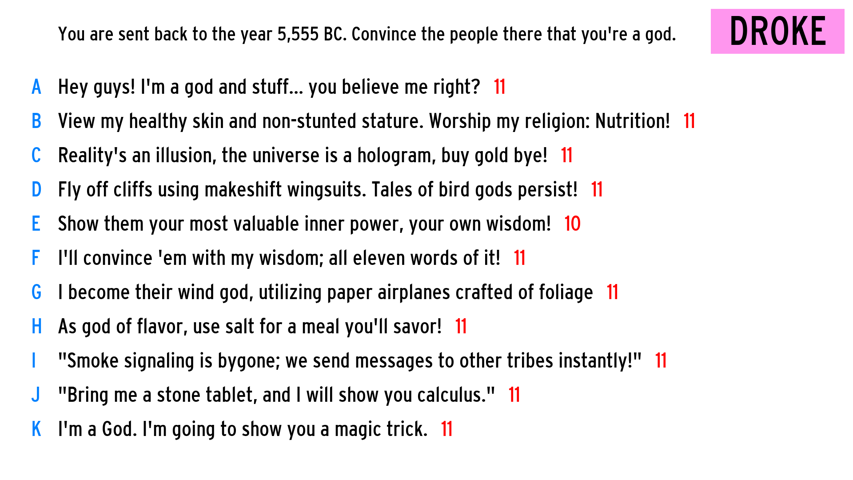 You are sent back to the year 5,555 BC. Convince the people there that you're a god.
DROKE
A Hey guys! I'm a god and stuff... you believe me right? 11
B View my healthy skin and non-stunted stature. Worship my religion: Nutrition! 11
C Reality's an illusion, the universe is a hologram, buy gold bye! 11
D Fly off cliffs using makeshift wingsuits. Tales of bird gods persist! 11
E Show them your most valuable inner power, your own wisdom! 10
F I'll convince 'em with my wisdom; all eleven words of it! 11
G I become their wind god, utilizing paper airplanes crafted of foliage 11
H As god of flavor, use salt for a meal you'll savor! 11
I "Smoke signaling is bygone; we send messages to other tribes instantly!" 11
J "Bring me a stone tablet, and I will show you calculus." 11
K I'm a God. I'm going to show you a magic trick. 11